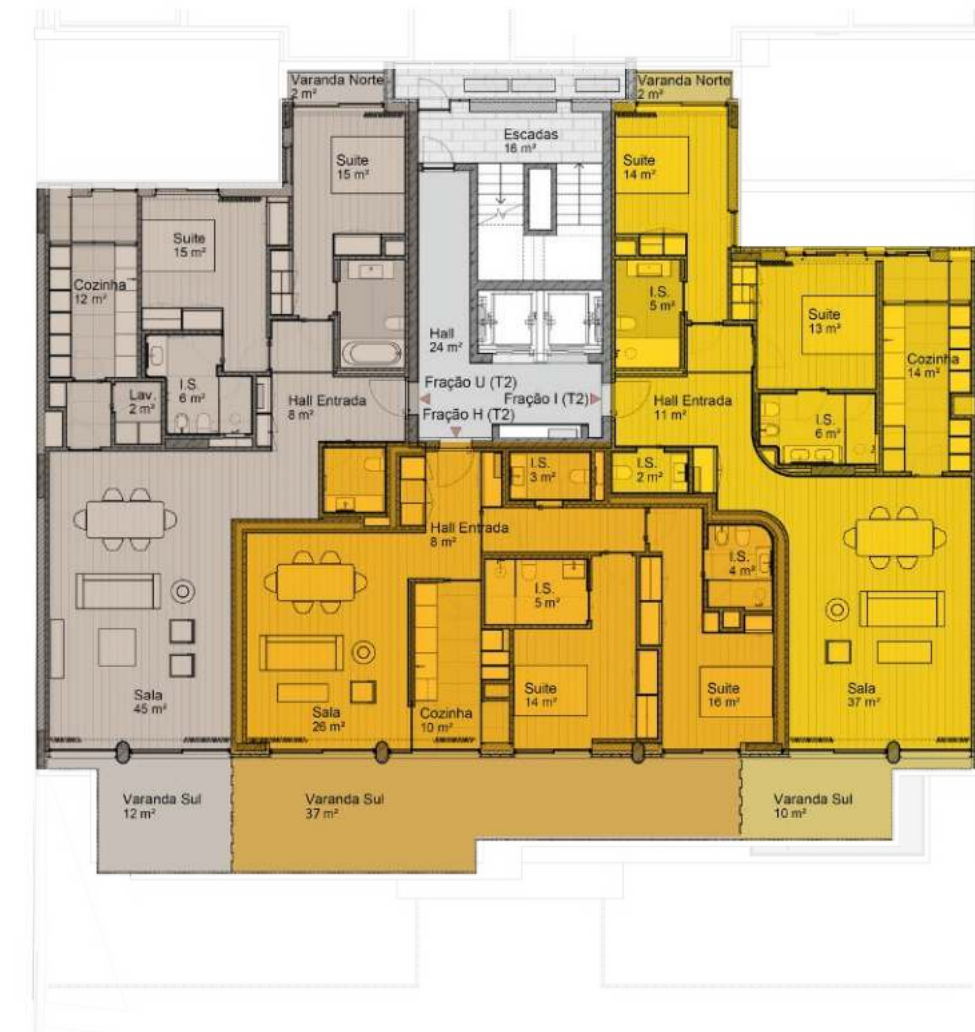 Varanda Norte
2 m²
Varanda Norte
2 m²
Escadas
16 m²
Suite
15 m²
Suite
14 m²
Suite
15 m²
Cozinha
12 m²
I.S.
5 m²
Suite
13 m²
Hall
24 m²
Cozinha
14 m²
Lav.
2 m²
I.S.
6 m²
Hall Entrada
8 m²
Fração U (T2)
Fração I (T2)
Fração H (T2)
Hall Entrada
11 m²
I.S.
6 m²
I.S.
3 m²
I.S.
2 m²
Hall Entrada
8 m²
I.S.
4 m²
I.S.
5 m²
Sala
45 m²
Sala
26 m²
Cozinha
10 m²
Suite
14 m²
Suite
16 m²
Sala
37 m²
Varanda Sul
12 m²
Varanda Sul
37 m²
Varanda Sul
10 m²